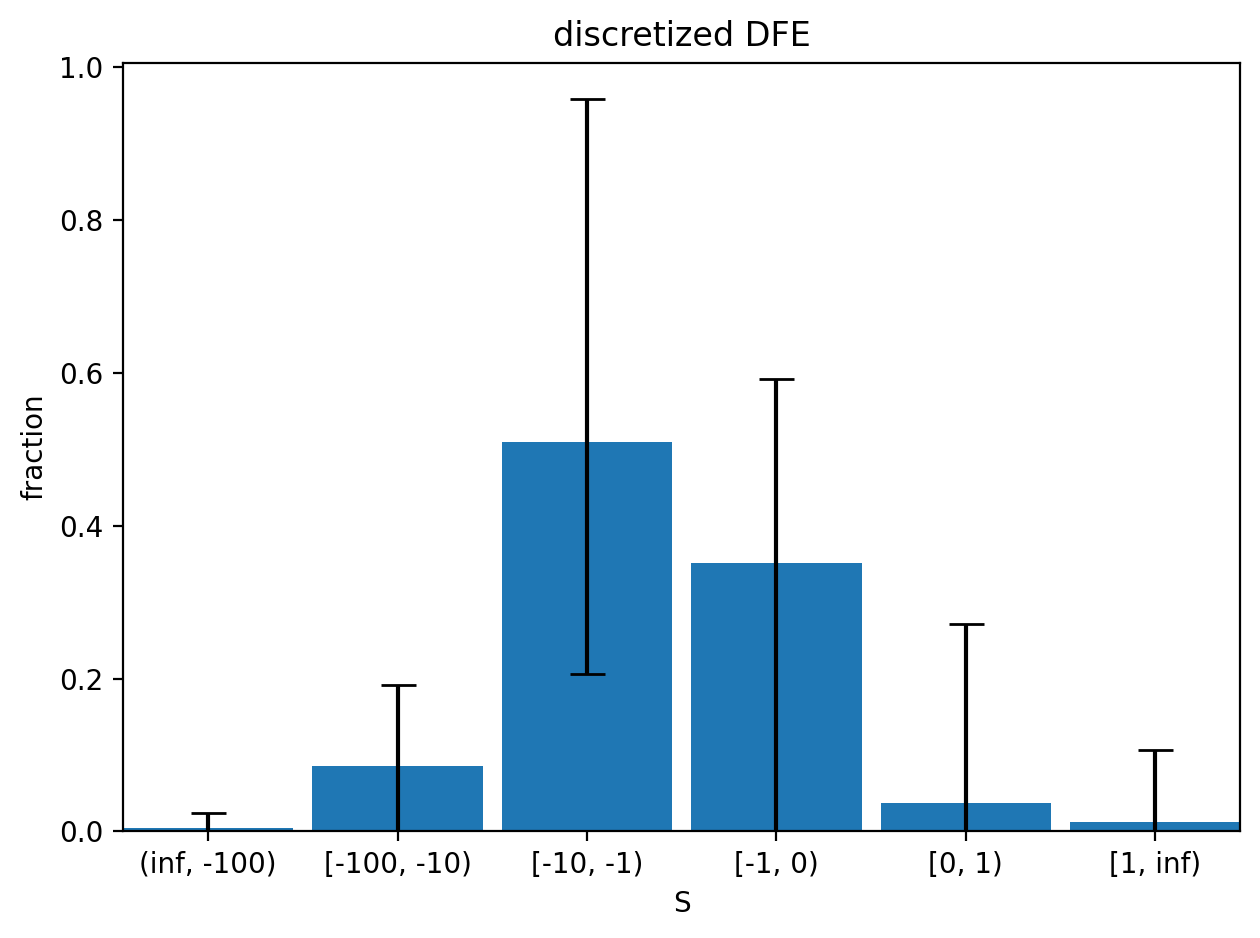 discretized DFE
1.0
0.8
0.6
0.4
0.2
0.0
fraction
(inf, -100)
[-100, -10)
[-10, -1)
[-1, 0)
[0, 1)
[1, inf)
S